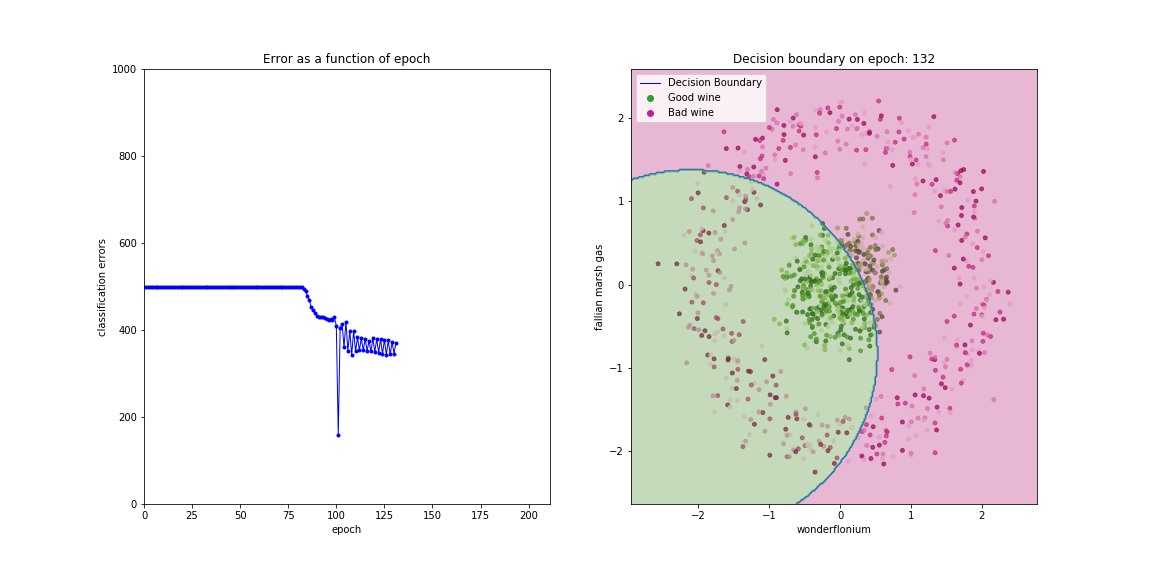 Error as a function of epoch
1000
800
600
400
200
0
classification errors
0 25 50 75 100 125 150 175 200
epoch
Decision boundary on epoch: 132
Decision Boundary
Good wine
Bad wine
2
1
0
−1
−2
fallian marsh gas
−2 −1 0 1 2
wonderflonium